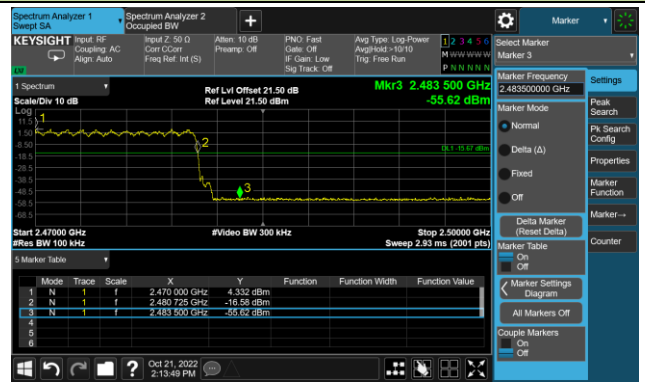 Spectrum Analyzer 1
Swept SA
Spectrum Analyzer 2
Occupied BW
Marker
KEYSIGHT
Input: RF
Coupling: AC
Align: Auto
Input Z: 50 Ω
Corr CCorr
Freq Ref: Int (S)
Atten: 10 dB
Preamp: Off
PNO: Fast
Gate: Off
IF Gain: Low
Sig Track: Off
Avg Type: Log-Power
Avg|Hold:>10/10
Trig: Free Run
1 2 3 4 5 6
M W W W W W
P N N N N N
LW
Select Marker
Marker 3
1 Spectrum
Scale/Div 10 dB
Ref Lvl Offset 21.50 dB
Ref Level 21.50 dBm
Mkr3 2.483 500 0 GHz
-55.62 dBm
Log
11.5
1.50
-8.50
-18.5
-28.5
-38.5
-48.5
-58.5
-68.5
1
2
3
DL1 -15.67 dBm
Start 2.47000 GHz
#Res BW 100 kHz
#Video BW 300 kHz
Stop 2.50000 GHz
Sweep 2.93 ms (2001 pts)
5 Marker Table
Mode Trace Scale X Y Function Function Width Function Value
1 N 1 f 2.470 000 GHz 4.332 dBm
2 N 1 f 2.480 725 GHz -16.58 dBm
3 N 1 f 2.483 500 GHz -55.62 dBm
4
5
6
Marker Frequency
2.483500000 GHz
Marker Mode
Normal
Delta (Δ)
Fixed
Off
Delta Marker
(Reset Delta)
Marker Table
On
Off
Marker Settings
Diagram
All Markers Off
Couple Markers
On
Off
Settings
Peak
Search
Pk Search
Config
Properties
Marker
Function
Marker→
Counter
?
Oct 21, 2022
2:13:49 PM